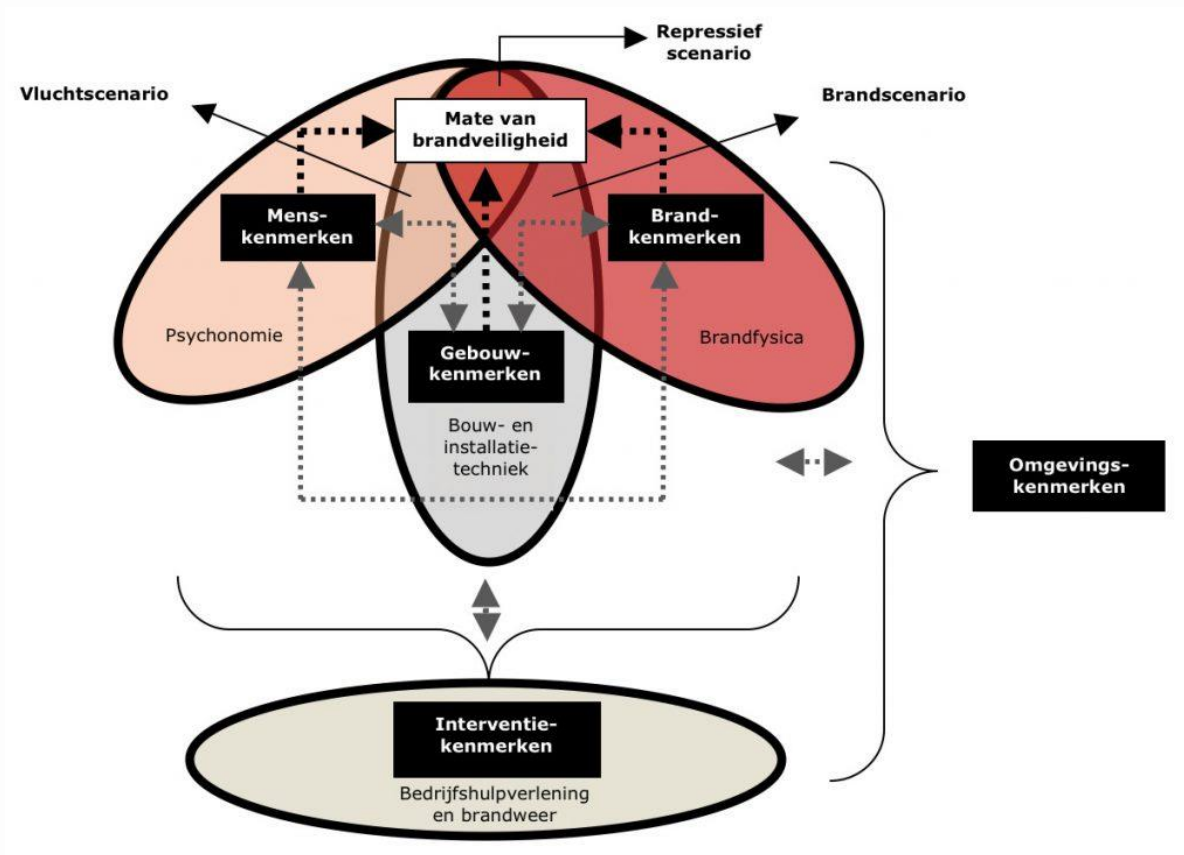 Repressief
scenario
Vluchtscenario
Brandscenario
Mate van
brandveiligheid
Mens-
kenmerken
Brand-
kenmerken
Psychonomie
Brandfysica
Gebouw-
kenmerken
Bouw- en
installatie-
techniek
Omgevings-
kenmerken
Interventie-
kenmerken
Bedrijfshulpverlening
en brandweer